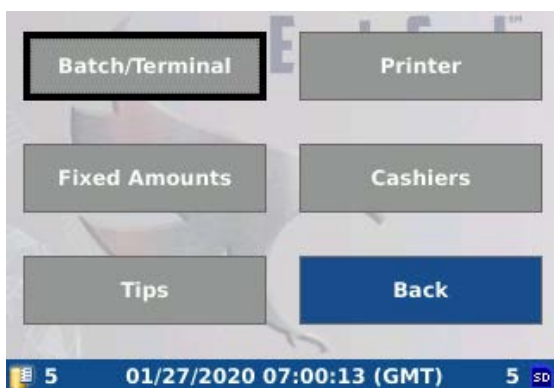 Batch/Terminal
Printer
Fixed Amounts
Cashiers
Tips
Back
5 01/27/2020 07:00:13 (GMT) 5 SD